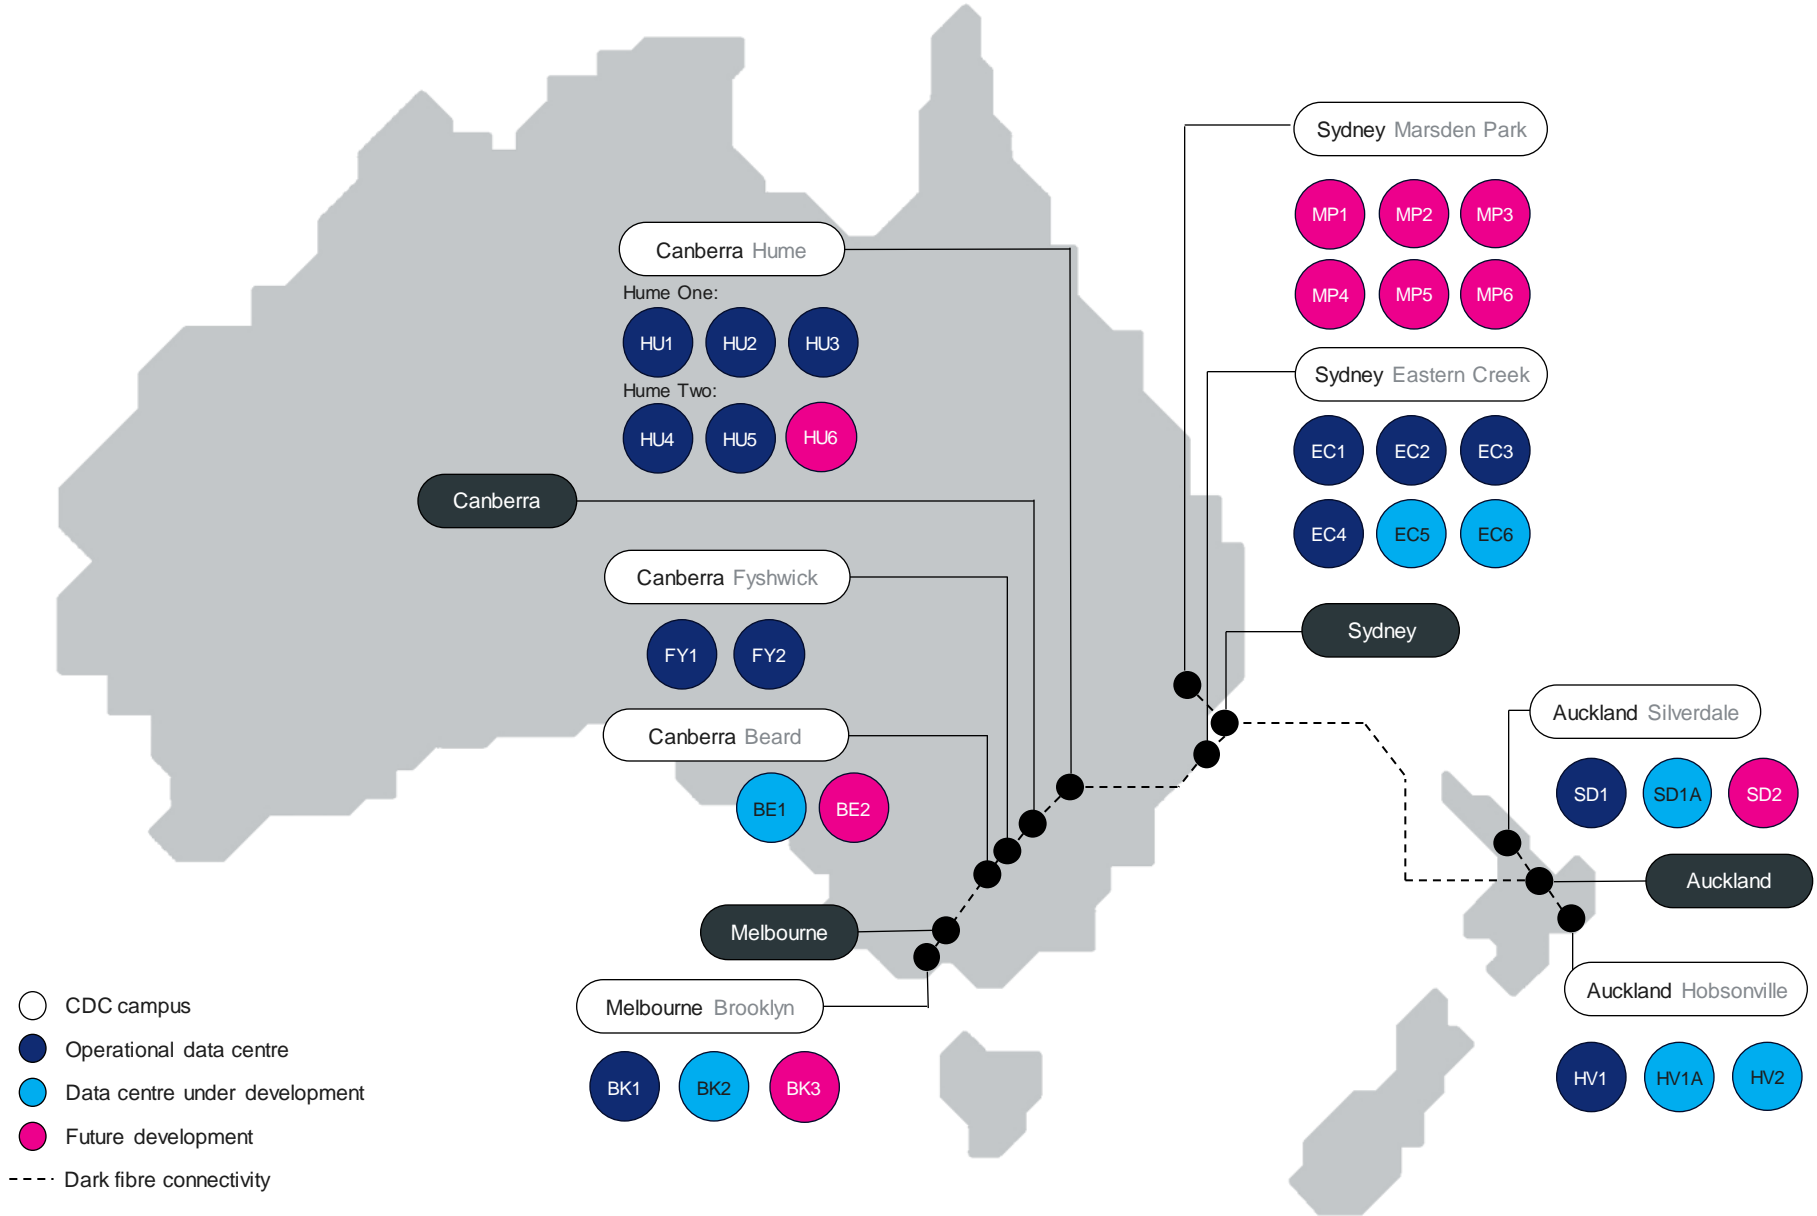 Sydney Marsden Park
MP1 MP2 MP3
MP4 MP5 MP6
Canberra Hume
Hume One:
HU1 HU2 HU3
Hume Two:
HU4 HU5 HU6
Sydney Eastern Creek
EC1 EC2 EC3
EC4 EC5 EC6
Canberra
Canberra Fyshwick
FY1 FY2
Sydney
Canberra Beard
BE1 BE2
Auckland Silverdale
SD1 SD1A SD2
Auckland
Melbourne
Melbourne Brooklyn
BK1 BK2 BK3
Auckland Hobsonville
HV1 HV1A HV2
CDC campus
Operational data centre
Data centre under development
Future development
Dark fibre connectivity